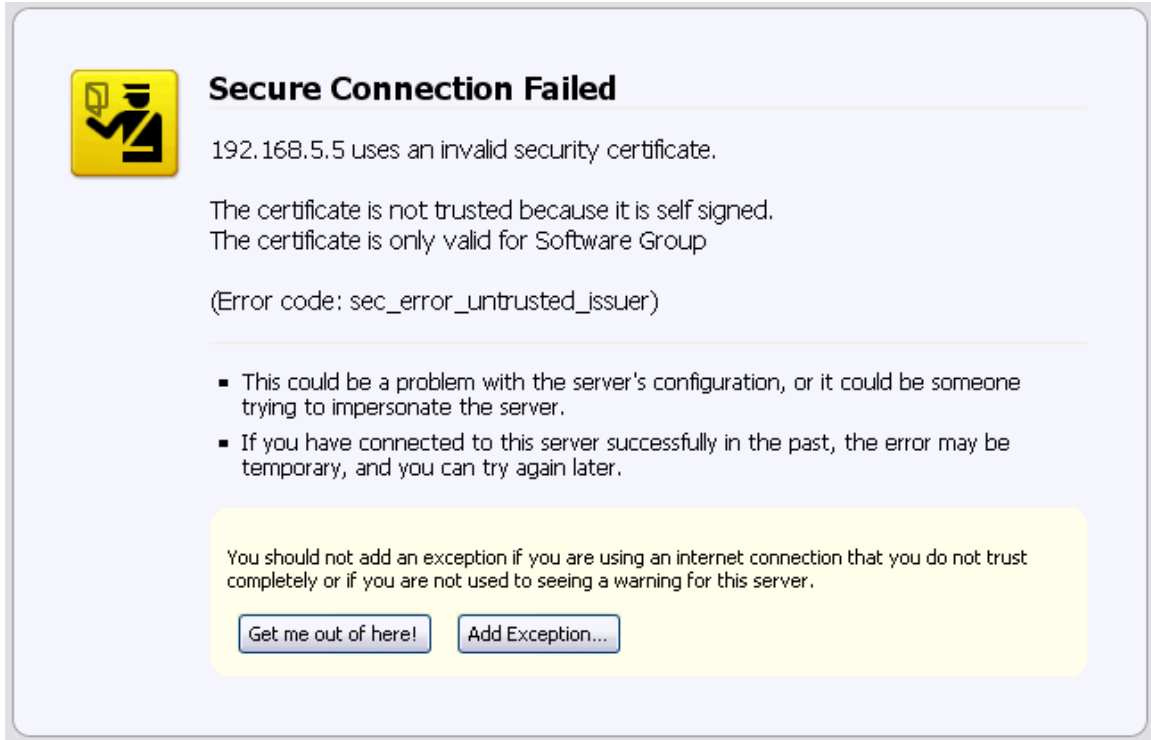 Secure Connection Failed
192.168.5.5 uses an invalid security certificate.
The certificate is not trusted because it is self signed.
The certificate is only valid for Software Group
(Error code: sec_error_untrusted_issuer)
This could be a problem with the server's configuration, or it could be someone
trying to impersonate the server.
If you have connected to this server successfully in the past, the error may be
temporary, and you can try again later.
You should not add an exception if you are using an internet connection that you do not trust
completely or if you are not used to seeing a warning for this server.
Get me out of here! Add Exception...